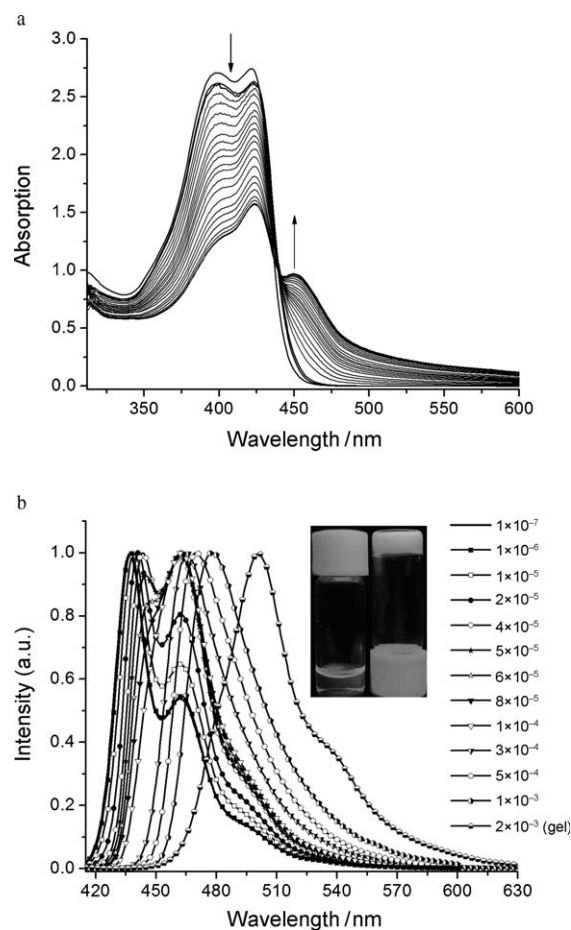 a
3.0
2.5
2.0
1.5
1.0
0.5
0.0
Absorption
350 400 450 500 550 600
Wavelength /nm
b
1.0
0.8
0.6
0.4
0.2
0.0
Intensity (a.u.)
1×10⁻⁷
1×10⁻⁶
1×10⁻⁵
2×10⁻⁵
4×10⁻⁵
5×10⁻⁵
6×10⁻⁵
8×10⁻⁵
1×10⁻⁴
3×10⁻⁴
5×10⁻⁴
1×10⁻³
2×10⁻³ (gel)
420 450 480 510 540 570 600 630
Wavelength /nm